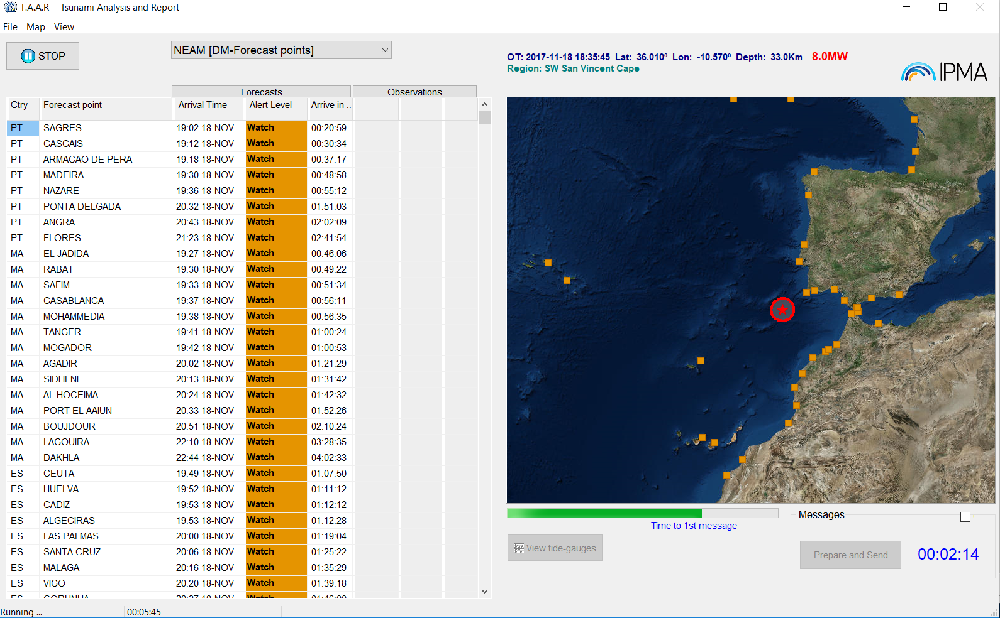 T.A.A.R - Tsunami Analysis and Report
File Map View
STOP
NEAM [DM-Forecast points]
OT: 2017-11-18 18:35:45 Lat: 36.010º Lon: -10.570º Depth: 33.0Km 8.0MW
Region: SW San Vincent Cape
IPMA
Forecasts Observations
Ctry Forecast point Arrival Time Alert Level Arrive in ..
PT SAGRES 19:02 18-NOV Watch 00:20:59
PT CASCAIS 19:12 18-NOV Watch 00:30:34
PT ARMACAO DE PERA 19:18 18-NOV Watch 00:37:17
PT MADEIRA 19:30 18-NOV Watch 00:48:58
PT NAZARE 19:36 18-NOV Watch 00:55:12
PT PONTA DELGADA 20:32 18-NOV Watch 01:51:03
PT ANGRA 20:43 18-NOV Watch 02:02:09
PT FLORES 21:23 18-NOV Watch 02:41:54
MA EL JADIDA 19:27 18-NOV Watch 00:46:06
MA RABAT 19:30 18-NOV Watch 00:49:22
MA SAFIM 19:33 18-NOV Watch 00:51:34
MA CASABLANCA 19:37 18-NOV Watch 00:56:11
MA MOHAMMEDIA 19:38 18-NOV Watch 00:56:35
MA TANGER 19:41 18-NOV Watch 01:00:24
MA MOGADOR 19:42 18-NOV Watch 01:00:53
MA AGADIR 20:02 18-NOV Watch 01:21:29
MA SIDI IFNI 20:13 18-NOV Watch 01:31:42
MA AL HOCEIMA 20:24 18-NOV Watch 01:42:32
MA PORT EL AAIUN 20:33 18-NOV Watch 01:52:26
MA BOUJDOUR 20:51 18-NOV Watch 02:10:24
MA LAGOUIRA 22:10 18-NOV Watch 03:28:35
MA DAKHLA 22:44 18-NOV Watch 04:02:33
ES CEUTA 19:49 18-NOV Watch 01:07:50
ES HUELVA 19:52 18-NOV Watch 01:11:12
ES CADIZ 19:53 18-NOV Watch 01:12:12
ES ALGECIRAS 19:53 18-NOV Watch 01:12:28
ES LAS PALMAS 20:00 18-NOV Watch 01:19:04
ES SANTA CRUZ 20:06 18-NOV Watch 01:25:22
ES MALAGA 20:16 18-NOV Watch 01:35:29
ES VIGO 20:20 18-NOV Watch 01:39:18
Time to 1st message
View tide-gauges
Messages
Prepare and Send 00:02:14
Running ... 00:05:45